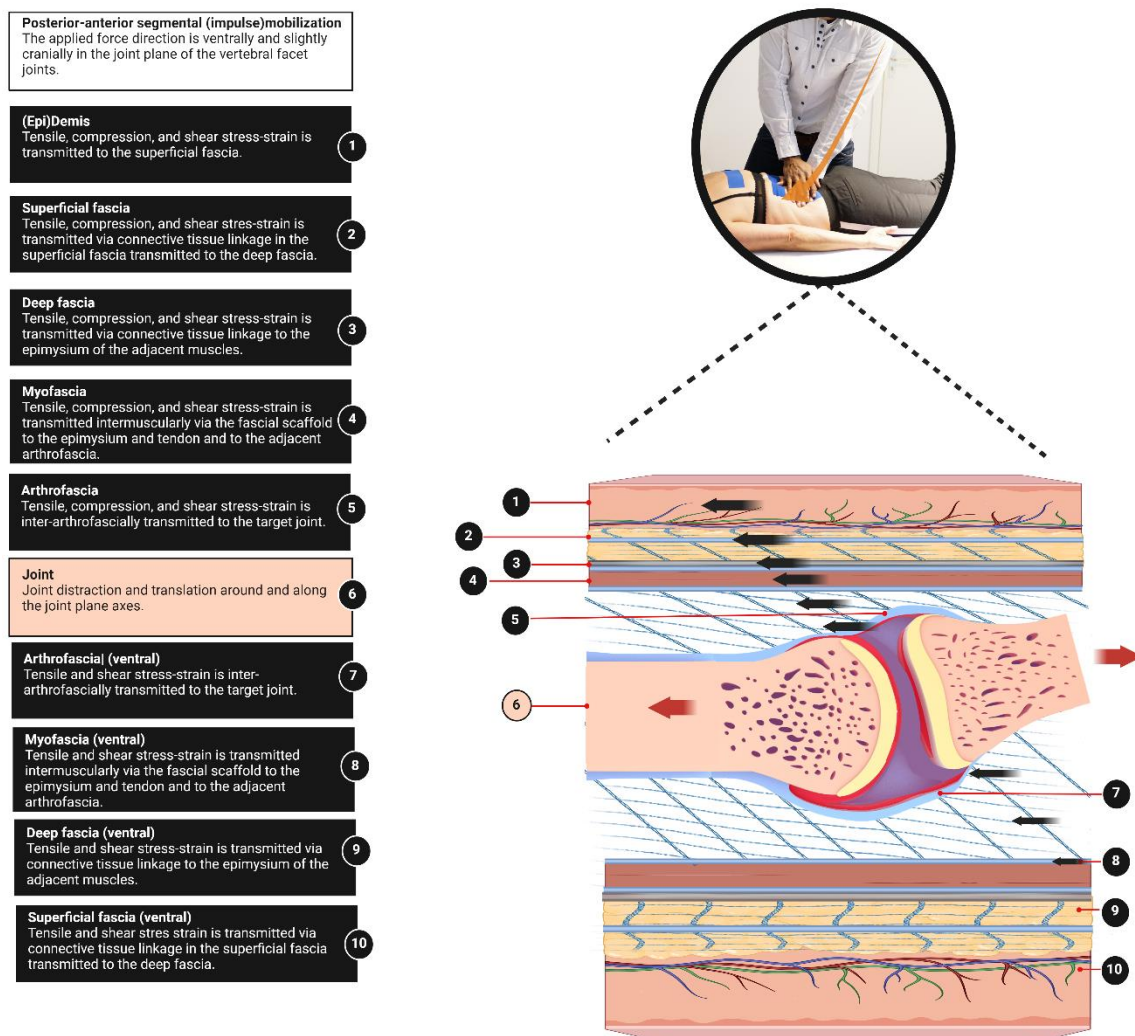 Posterior-anterior segmental (impulse)mobilization
The applied force direction is ventrally and slightly
cranially in the joint plane of the vertebral facet
joints.
(Epi)Demis
Tensile, compression, and shear stress-strain is
transmitted to the superficial fascia.
1
Superficial fascia
Tensile, compression, and shear stres-strain is
transmitted via connective tissue linkage in the
superficial fascia transmitted to the deep fascia.
2
Deep fascia
Tensile, compression, and shear stress-strain is
transmitted via connective tissue linkage to the
epimysium of the adjacent muscles.
3
Myofascia
Tensile, compression, and shear stress-strain is
transmitted intermuscularly via the fascial scaffold
to the epimysium and tendon and to the adjacent
arthrofascia.
4
Arthrofascia
Tensile, compression, and shear stress-strain is
inter-arthrofascially transmitted to the target joint.
5
Joint
Joint distraction and translation around and along
the joint plane axes.
6
Arthrofascia| (ventral)
Tensile and shear stress-strain is inter-
arthrofascially transmitted to the target joint.
7
Myofascia (ventral)
Tensile and shear stress-strain is transmitted
intermuscularly via the fascial scaffold to the
epimysium and tendon and to the adjacent
arthrofascia.
8
Deep fascia (ventral)
Tensile and shear stress-strain is transmitted via
connective tissue linkage to the epimysium of the
adjacent muscles.
9
Superficial fascia (ventral)
Tensile and shear stres strain is transmitted via
connective tissue linkage in the superficial fascia
transmitted to the deep fascia.
10
1
2
3
4
5
6
7
8
9
10